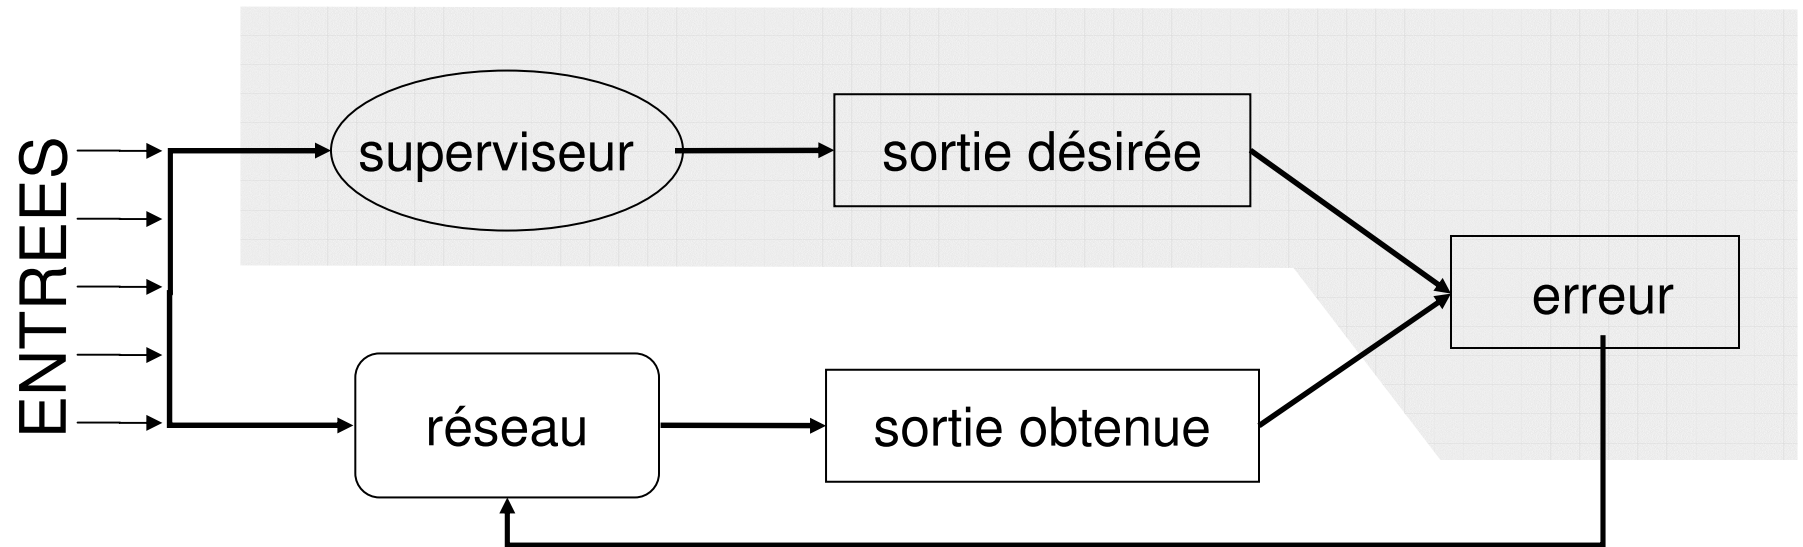 ENTREES
superviseur
sortie désirée
erreur
réseau
sortie obtenue